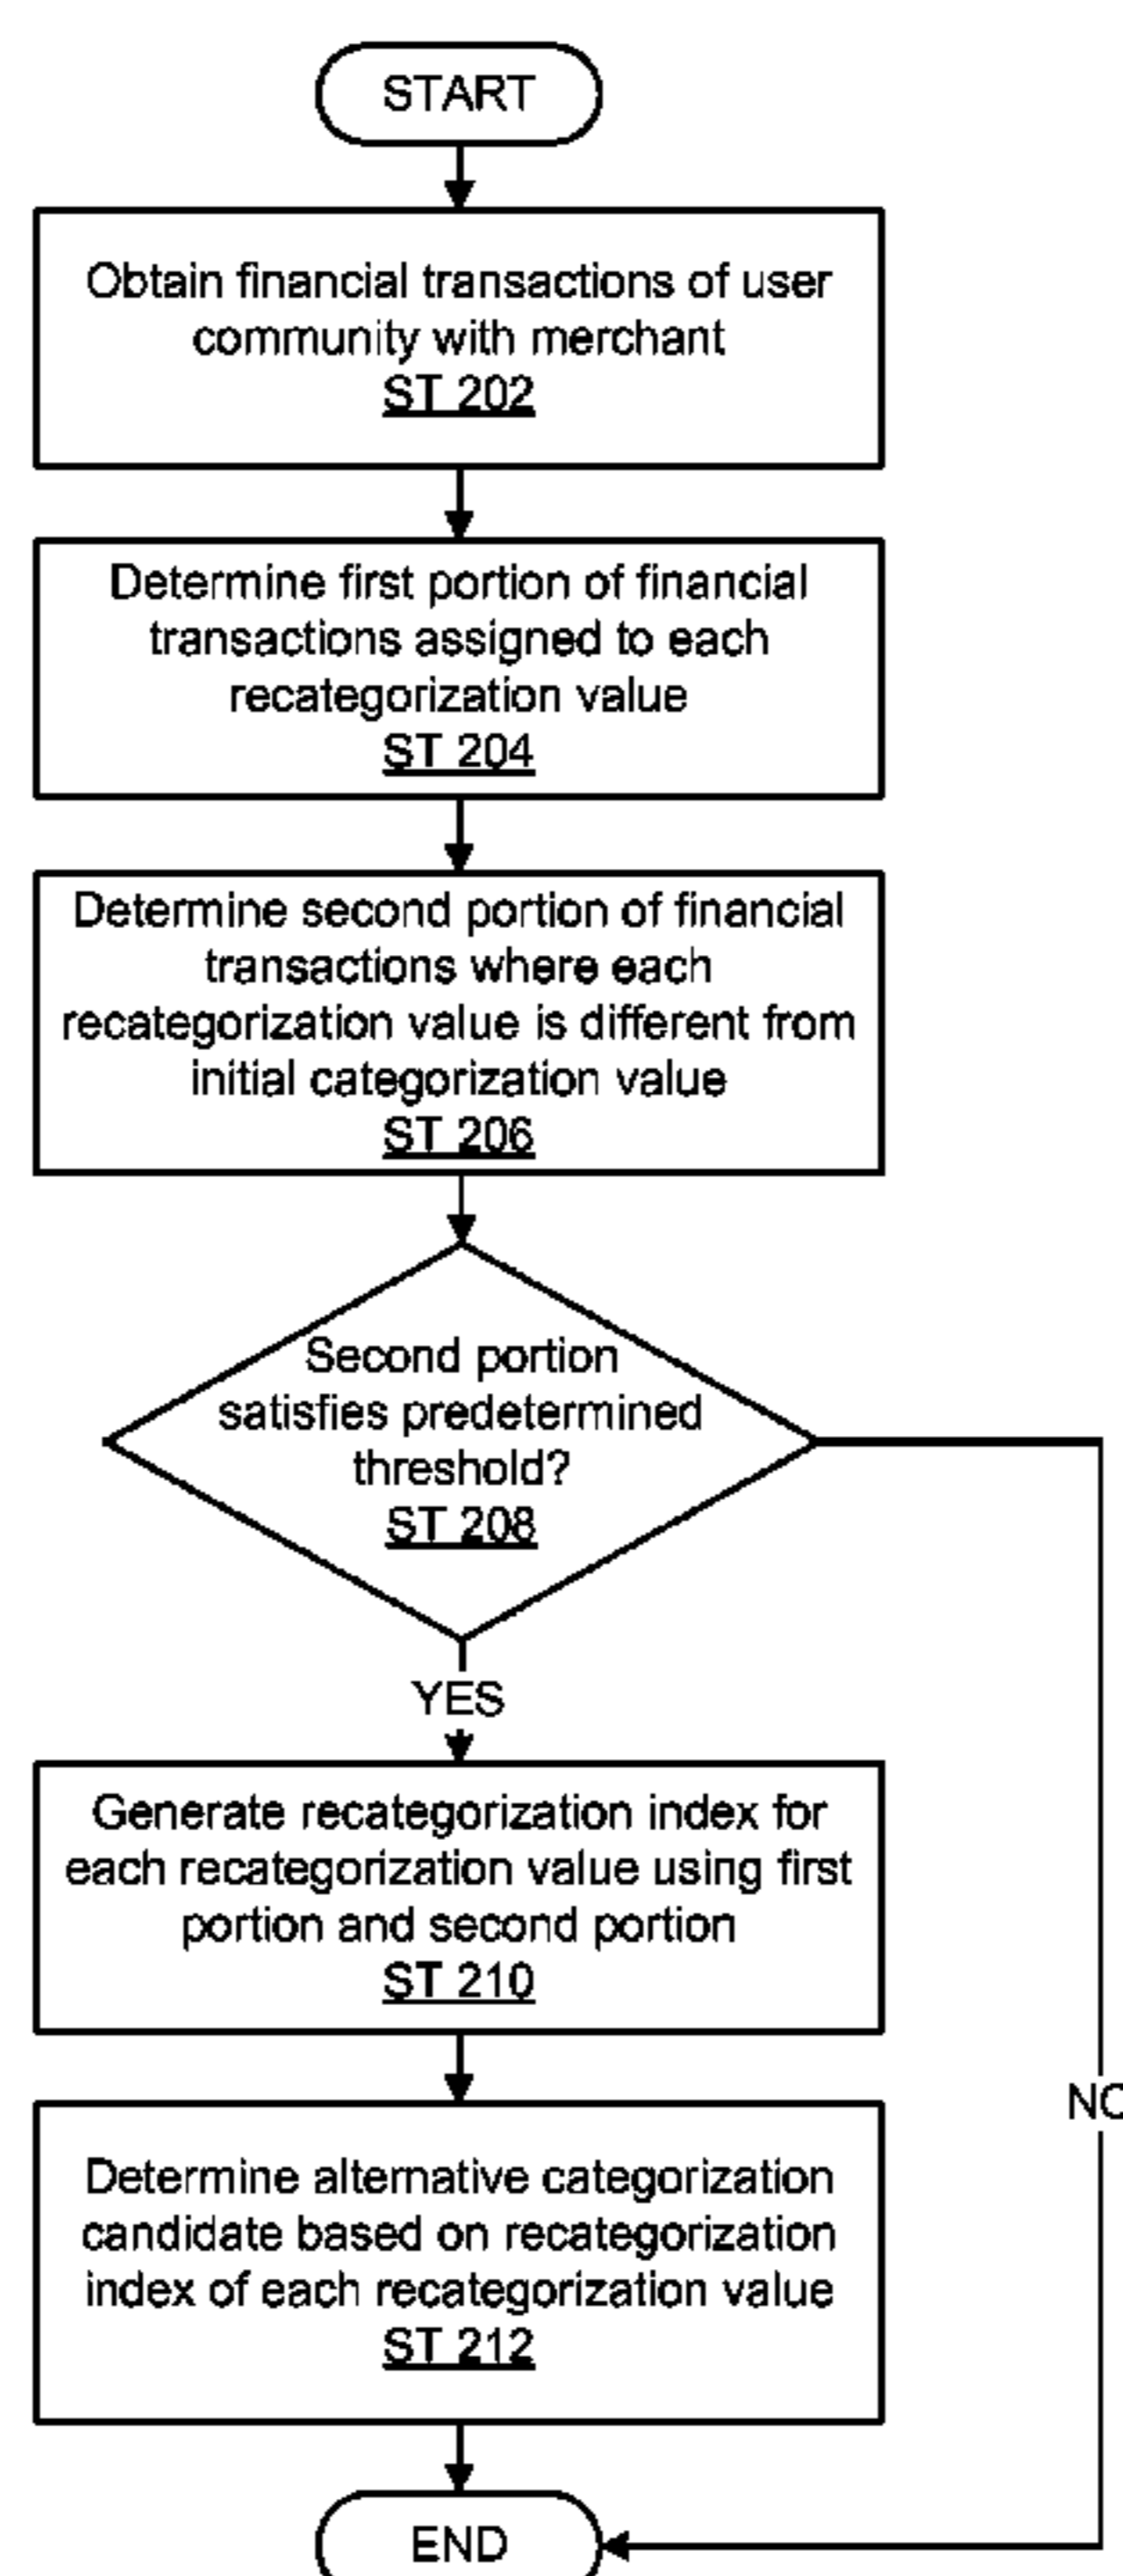 START
Obtain financial transactions of user
community with merchant
ST 202
Determine first portion of financial
transactions assigned to each
recategorization value
ST 204
Determine second portion of financial
transactions where each
recategorization value is different from
initial categorization value
ST 206
Second portion
satisfies predetermined
threshold?
ST 208
YES
Generate recategorization index for
each recategorization value using first
portion and second portion
ST 210
NO
Determine alternative categorization
candidate based on recategorization
index of each recategorization value
ST 212
END